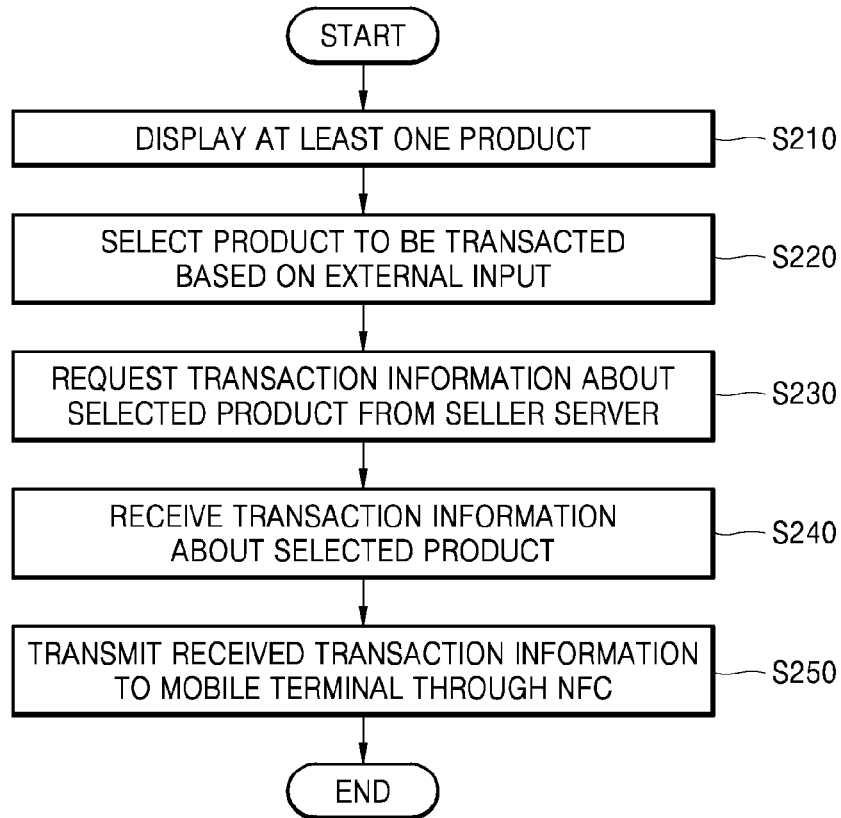 START
DISPLAY AT LEAST ONE PRODUCT
S210
SELECT PRODUCT TO BE TRANSACTED
BASED ON EXTERNAL INPUT
S220
REQUEST TRANSACTION INFORMATION ABOUT
SELECTED PRODUCT FROM SELLER SERVER
S230
RECEIVE TRANSACTION INFORMATION
ABOUT SELECTED PRODUCT
S240
TRANSMIT RECEIVED TRANSACTION INFORMATION
TO MOBILE TERMINAL THROUGH NFC
S250
END